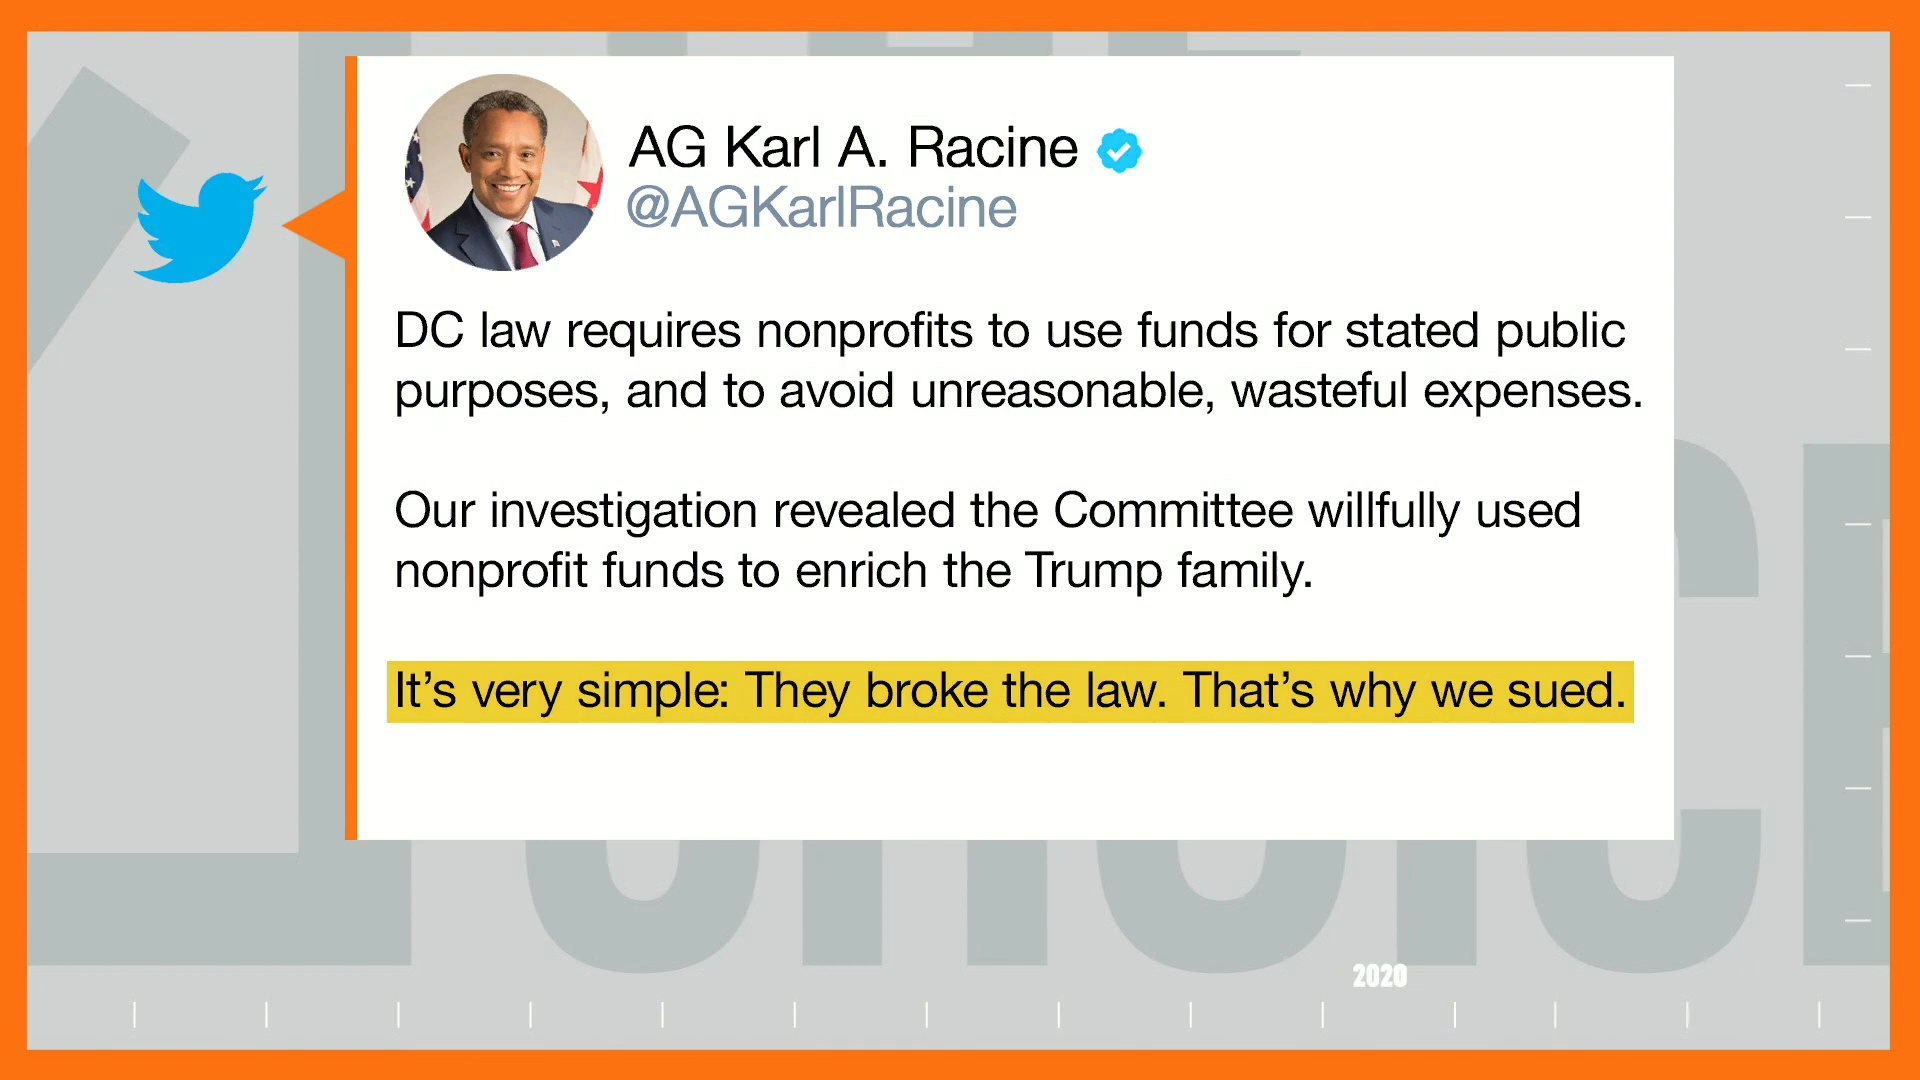 AG Karl A. Racine
@AGKarlRacine
DC law requires nonprofits to use funds for stated public
purposes, and to avoid unreasonable, wasteful expenses.
Our investigation revealed the Committee willfully used
nonprofit funds to enrich the Trump family.
It’s very simple: They broke the law. That’s why we sued.
2020